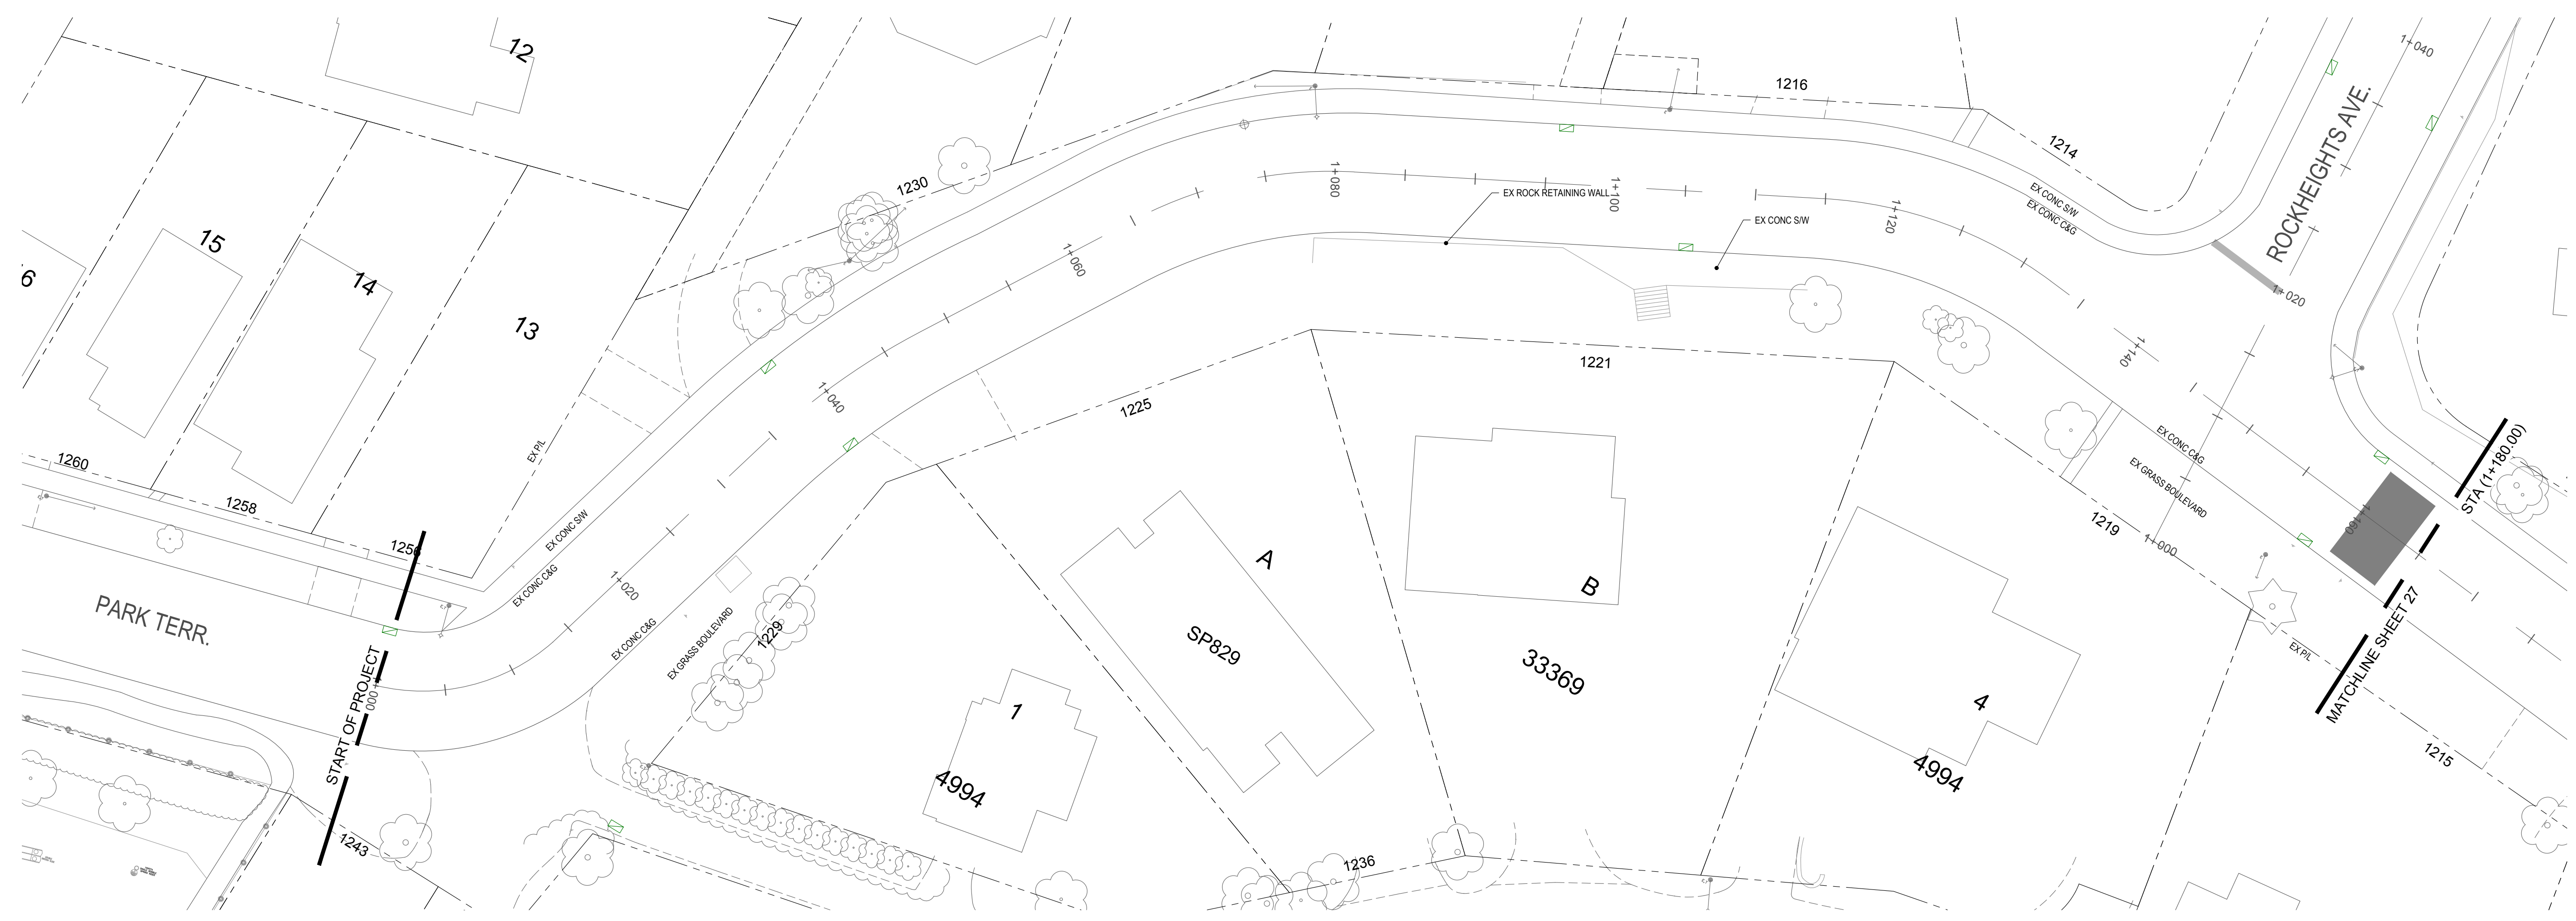 12
1+040
1216
ROCKHEIGHTS AVE.
1214
1230
1+080
EX ROCK RETAINING WALL
1+100
EX CONC S/W
1+120
EX CONC S/W
EX CONC C&G
15
14
13
6
1+060
1+020
1+140
1221
1+040
1225
EX P/L
1260
1258
1256
EX CONC S/W
EX CONC C&G
EX CONC C&G
EX GRASS BOULEVARD
STA (1+180.00)
1219
1+000
1+160
1+020
PARK TERR.
EX CONC C&G
EX GRASS BOULEVARD
1229
A
B
SP829
33369
4
4994
EX P/L
MATCHLINE SHEET 27
START OF PROJECT
1
4994
1215
1243
1236